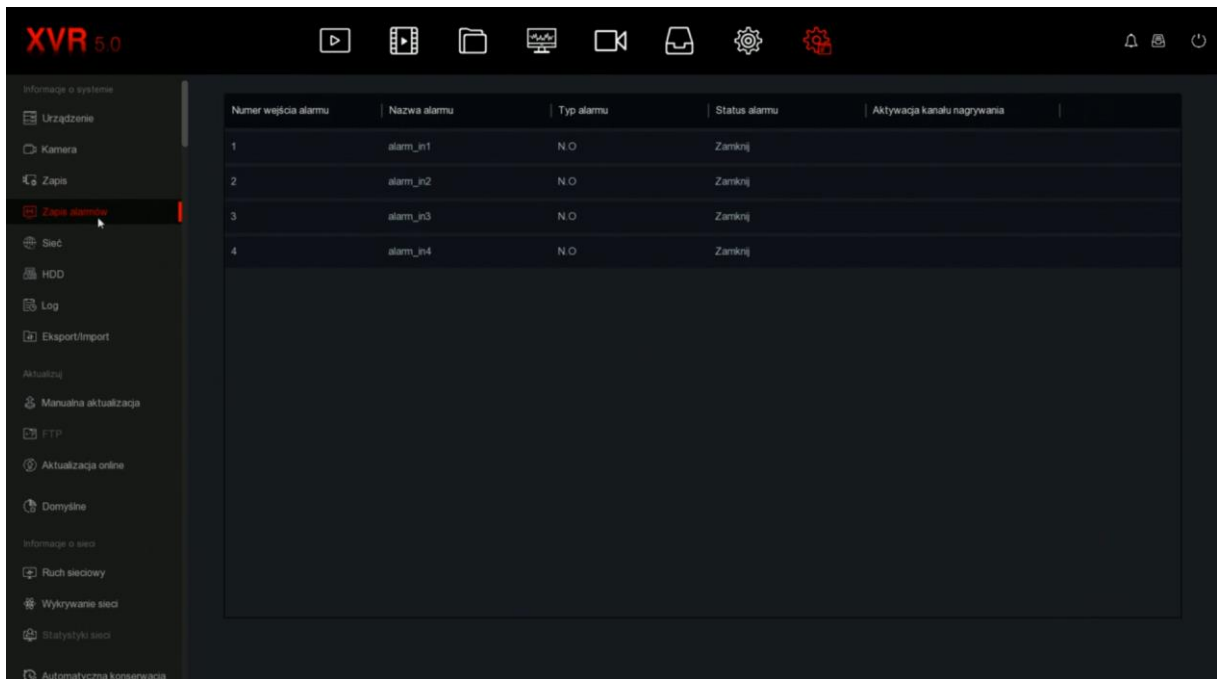 XVR 5.0
Informacje o systemie
Urządzenie
Kamera
Zapis
Zapis alarmów
Sieć
HDD
Log
Eksport/Import
Aktualizuj
Manualna aktualizacja
FTP
Aktualizacja online
Domyślne
Informacje o sieci
Ruch sieciowy
Wykrywanie sieci
Statystyki sieci
Automatyczna konserwacja
Numer wejścia alarmu Nazwa alarmu Typ alarmu Status alarmu Aktywacja kanału nagrywania
1 alarm_in1 N.O Zamknij
2 alarm_in2 N.O Zamknij
3 alarm_in3 N.O Zamknij
4 alarm_in4 N.O Zamknij